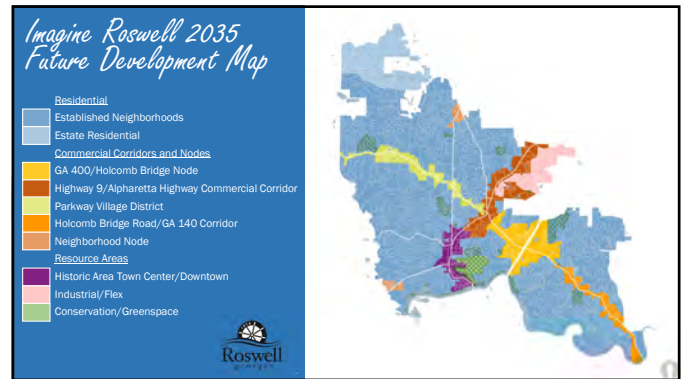 Imagine Roswell 2035
Future Development Map
Residential
Established Neighborhoods
Estate Residential
Commercial Corridors and Nodes
GA 400/Holcomb Bridge Node
Highway 9/Alpharetta Highway Commercial Corridor
Parkway Village District
Holcomb Bridge Road/GA 140 Corridor
Neighborhood Node
Resource Areas
Historic Area Town Center/Downtown
Industrial/Flex
Conservation/Greenspace
Roswell
georgia